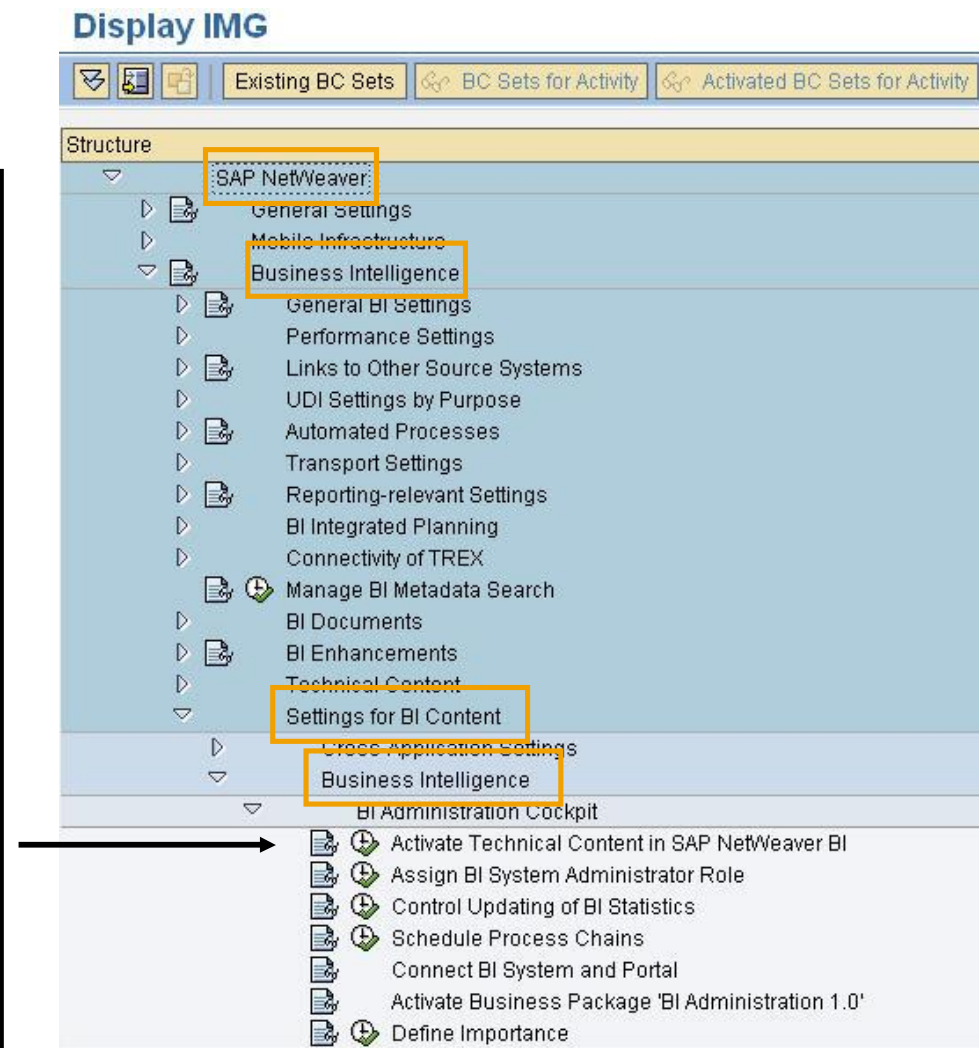 Display IMG
Existing BC Sets BC Sets for Activity Activated BC Sets for Activity
Structure
SAP NetWeaver
General Settings
Mobile Infrastructure
Business Intelligence
General BI Settings
Performance Settings
Links to Other Source Systems
UDI Settings by Purpose
Automated Processes
Transport Settings
Reporting-relevant Settings
BI Integrated Planning
Connectivity of TREX
Manage BI Metadata Search
BI Documents
BI Enhancements
Technical Content
Settings for BI Content
Cross Application Settings
Business Intelligence
BI Administration Cockpit
Activate Technical Content in SAP NetWeaver BI
Assign BI System Administrator Role
Control Updating of BI Statistics
Schedule Process Chains
Connect BI System and Portal
Activate Business Package 'BI Administration 1.0'
Define Importance